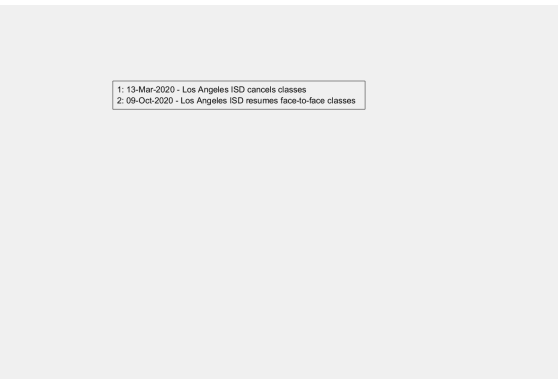 1: 13-Mar-2020 - Los Angeles ISD cancels classes
2: 09-Oct-2020 - Los Angeles ISD resumes face-to-face classes